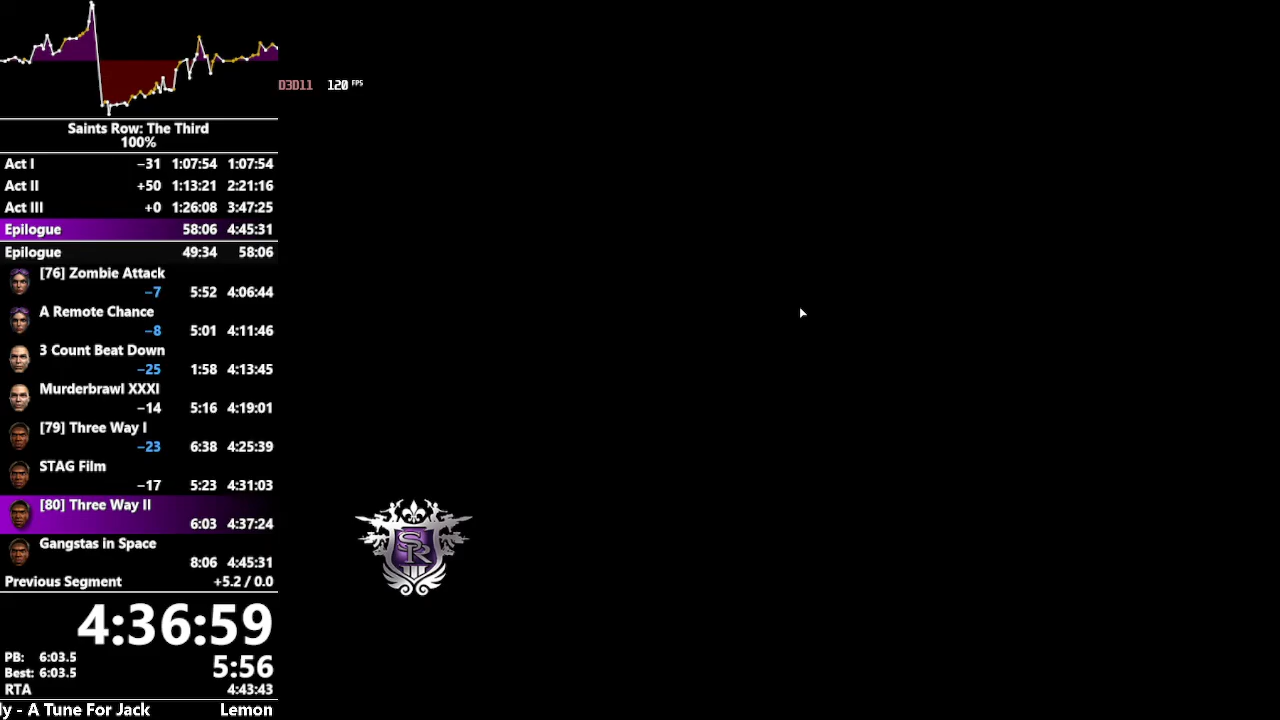 D3D11 120 FPS
Saints Row: The Third
100%
Act I −31 1:07:54 1:07:54
Act II +50 1:13:21 2:21:16
Act III +0 1:26:08 3:47:25
Epilogue 58:06 4:45:31
Epilogue 49:34 58:06
[76] Zombie Attack
−7 5:52 4:06:44
A Remote Chance
−8 5:01 4:11:46
3 Count Beat Down
−25 1:58 4:13:45
Murderbrawl XXXI
−14 5:16 4:19:01
[79] Three Way I
−23 6:38 4:25:39
STAG Film
−17 5:23 4:31:03
[80] Three Way II
6:03 4:37:24
Gangstas in Space
8:06 4:45:31
Previous Segment +5.2 / 0.0
4:36:59
PB: 6:03.5
Best: 6:03.5
5:56
RTA 4:43:43
ly - A Tune For Jack Lemon
SR